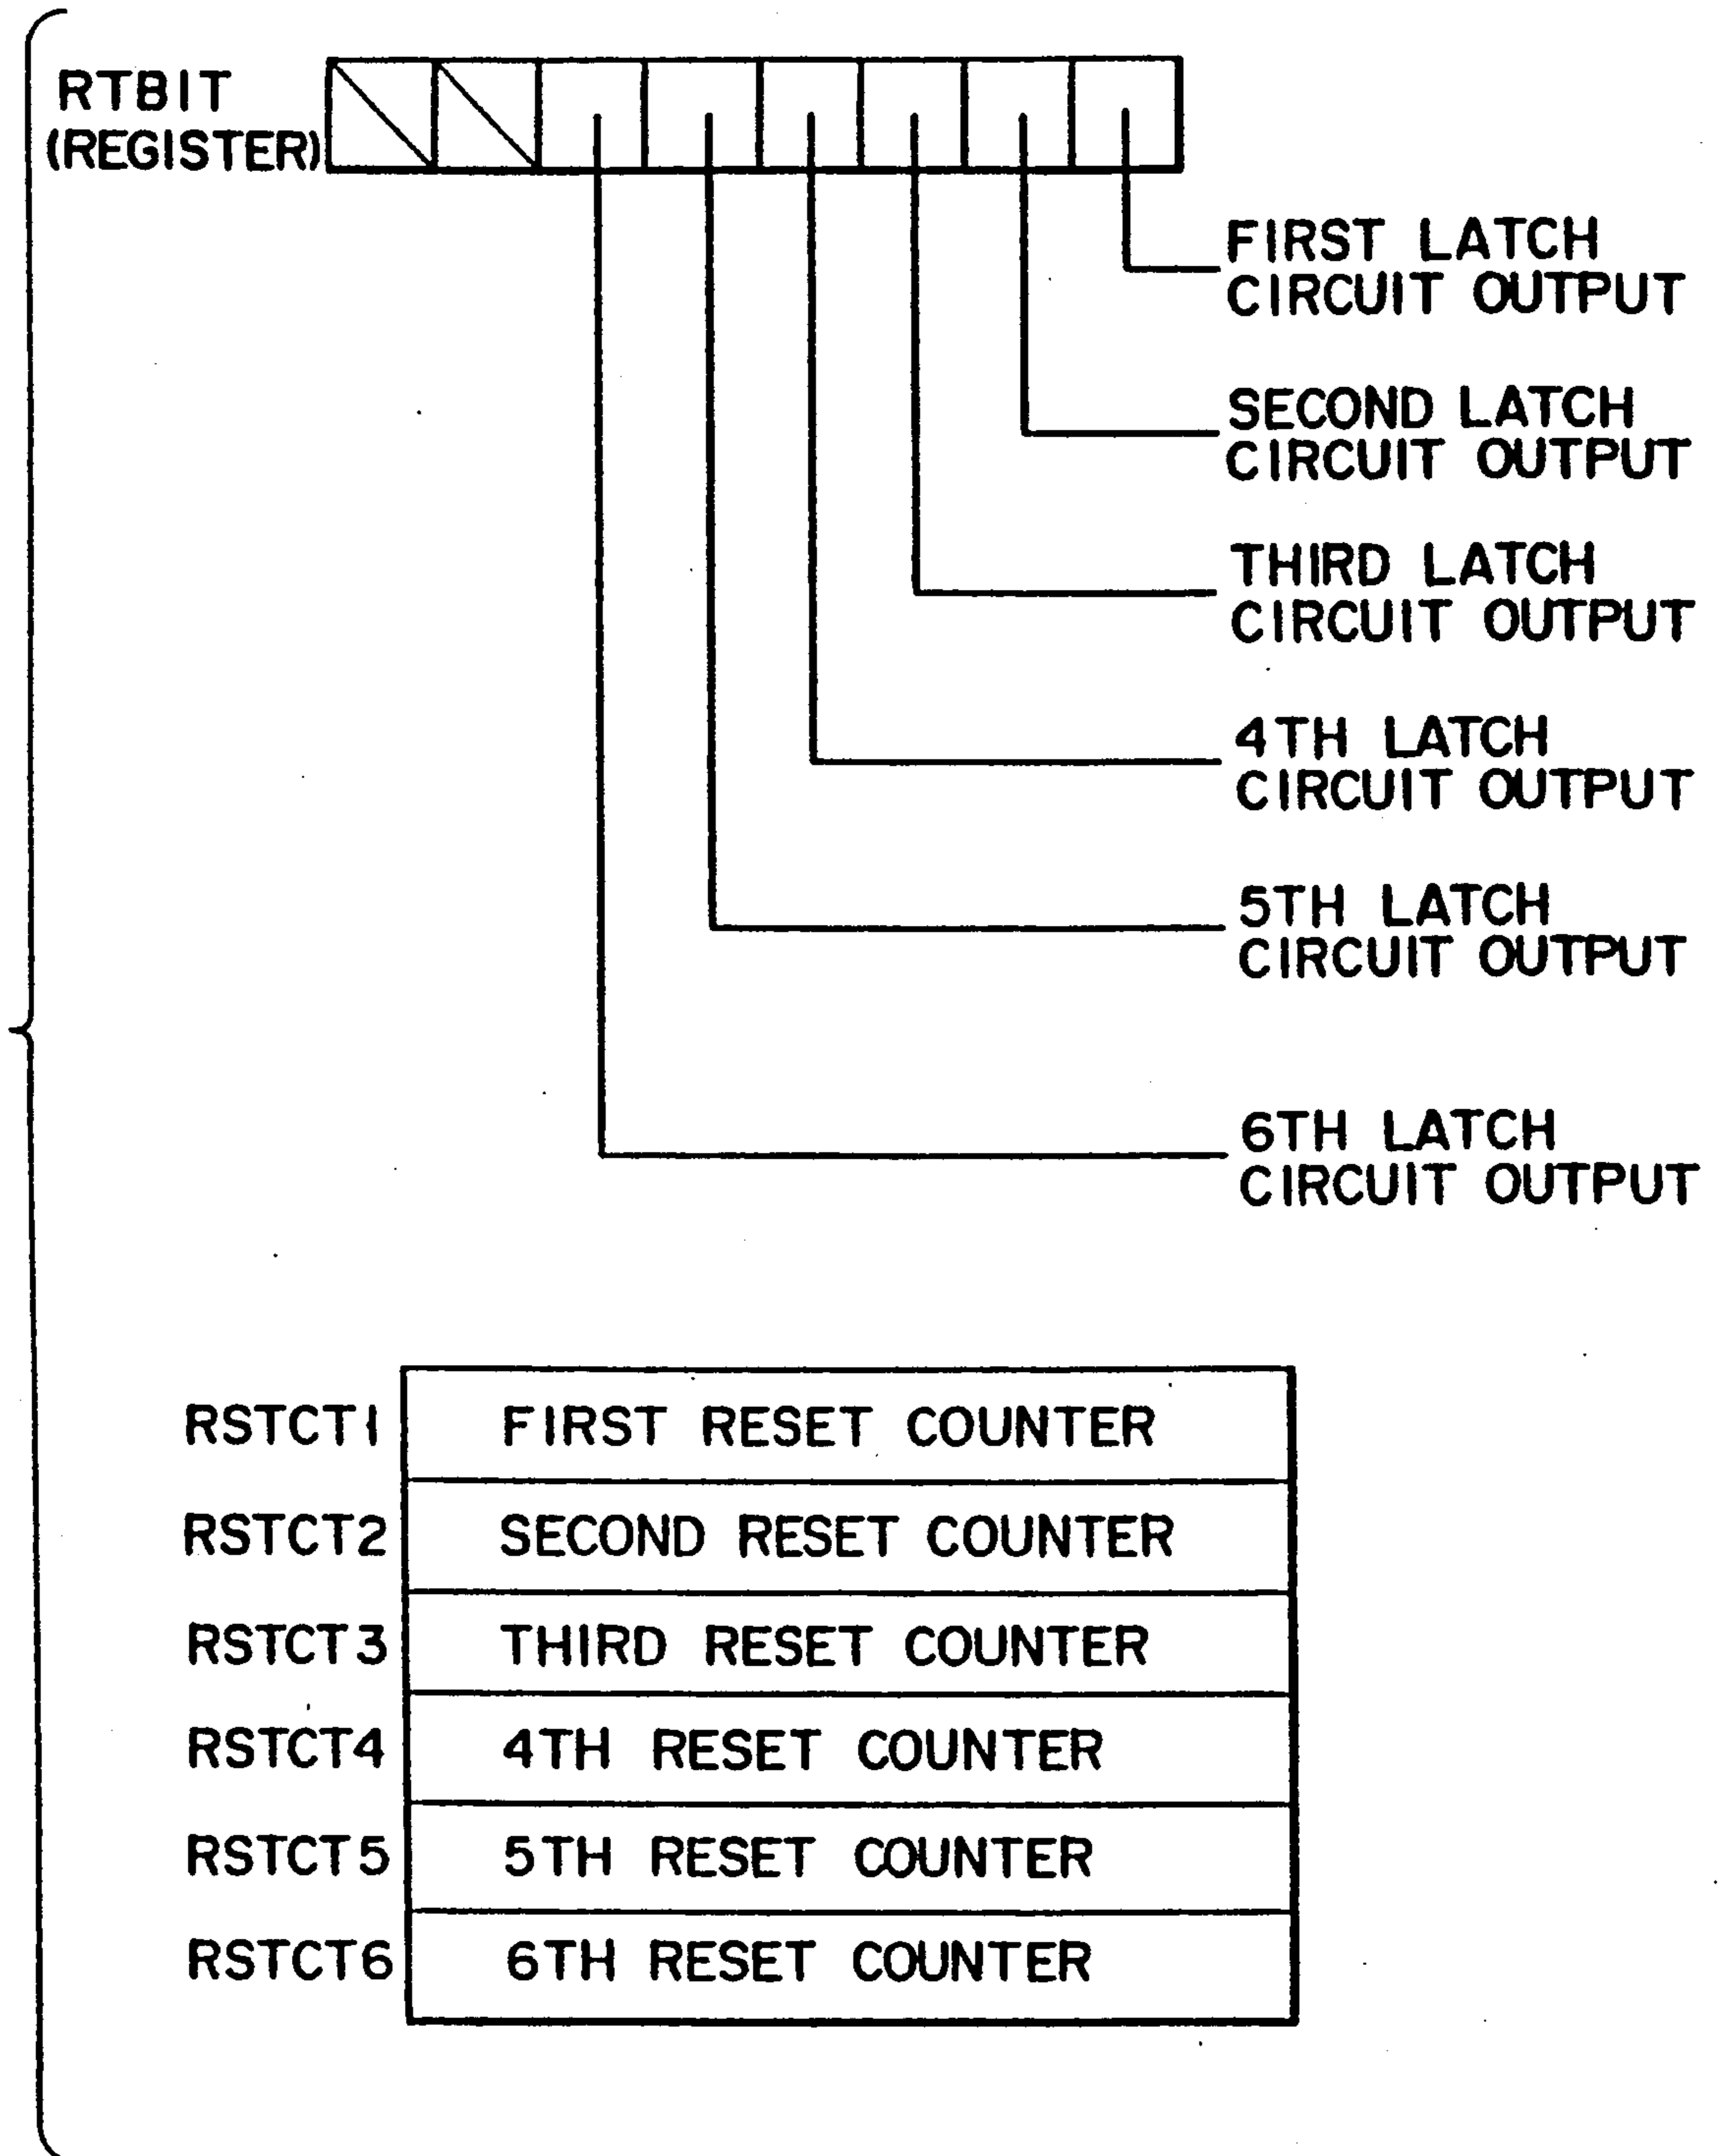 RTBIT
(REGISTER)
FIRST LATCH
CIRCUIT OUTPUT
SECOND LATCH
CIRCUIT OUTPUT
THIRD LATCH
CIRCUIT OUTPUT
4TH LATCH
CIRCUIT OUTPUT
5TH LATCH
CIRCUIT OUTPUT
6TH LATCH
CIRCUIT OUTPUT
RSTCT1 FIRST RESET COUNTER
RSTCT2 SECOND RESET COUNTER
RSTCT3 THIRD RESET COUNTER
RSTCT4 4TH RESET COUNTER
RSTCT5 5TH RESET COUNTER
RSTCT6 6TH RESET COUNTER